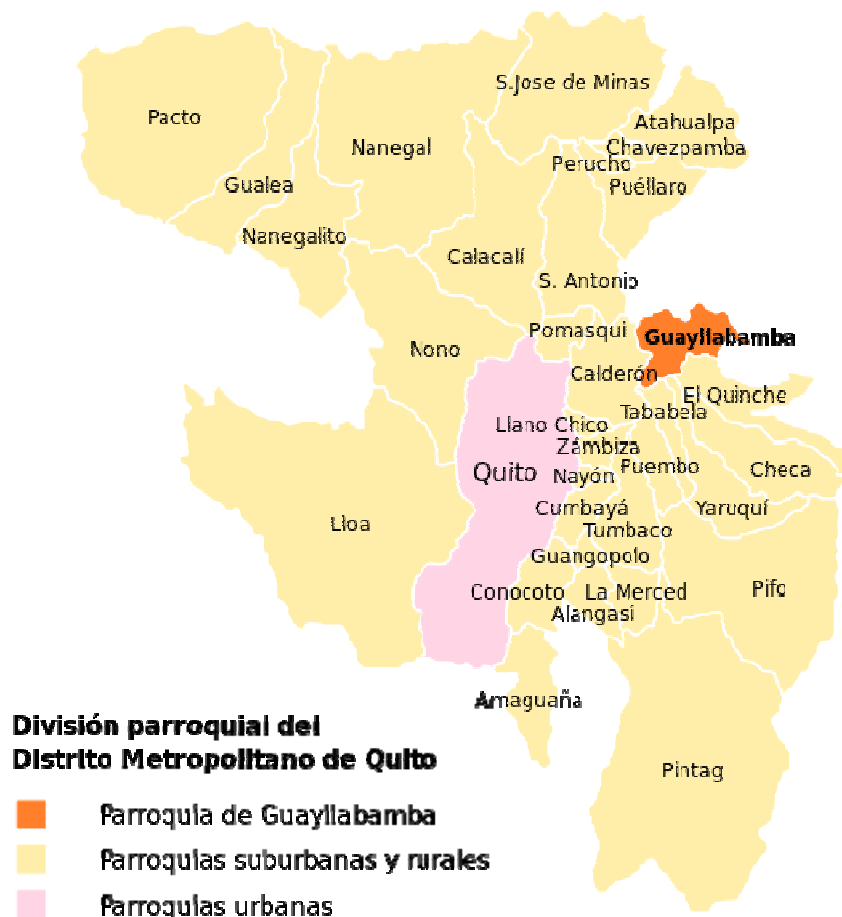 S.Jose de Minas
Pacto
Atahualpa
Nanegal
Chavezpamba
Perucho
Gualea
Puéllaro
Nanegalito
Calacalí
S. Antonio
Pomasqui
Guayllabamba
Nono
Calderón
El Quinche
Tababela
Llano Chico
Zámbiza
Puembo
Checa
Quito
Nayón
Cumbayá
Yaruquí
Lloa
Tumbaco
Guangopolo
Conocoto
La Merced
Pifo
Alangasí
Amaguaña
Pintag
División parroquial del
Distrito Metropolitano de Quito
Parroquia de Guayllabamba
Parroquias suburbanas y rurales
Parroquias urbanas